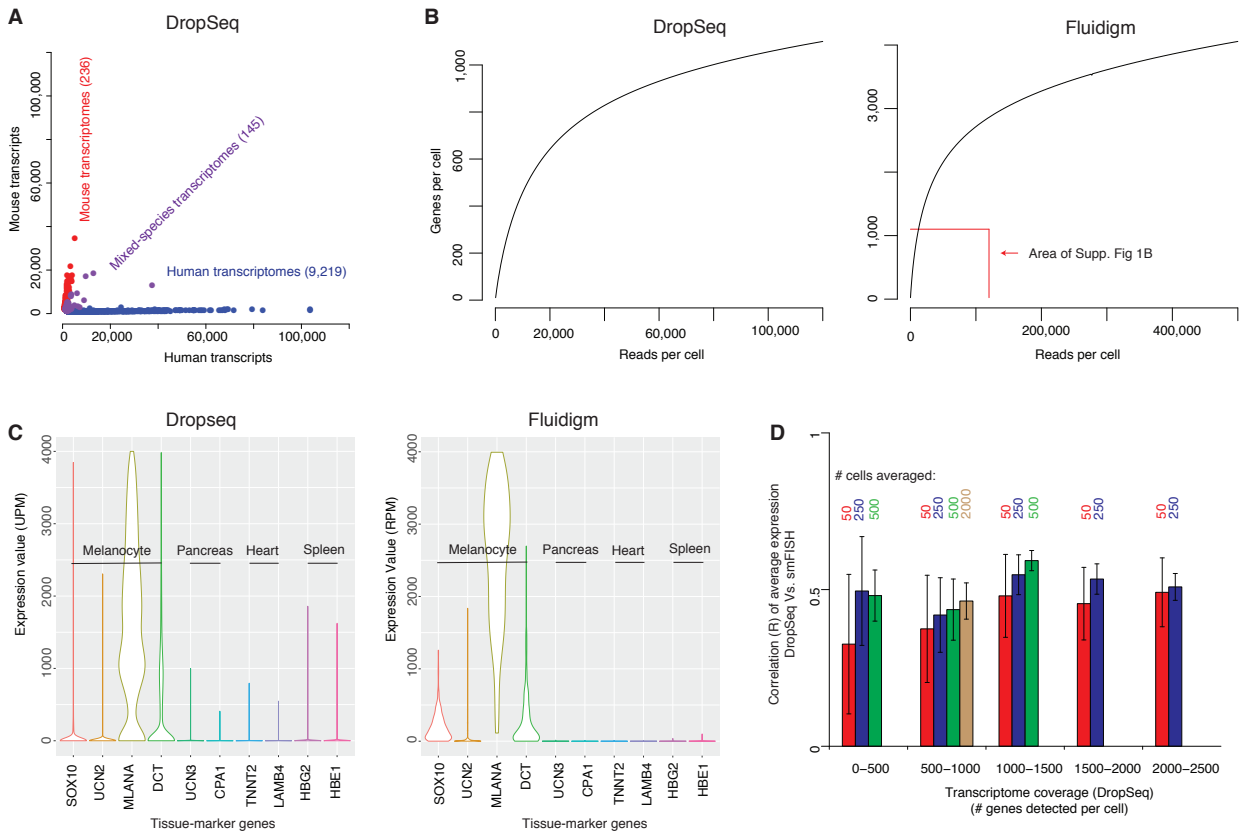 A
DropSeq
Mouse transcripts
0
20,000
60,000
100,000
Mouse transcriptomes (236)
Mixed-species transcriptomes (145)
Human transcriptomes (9,219)
0
20,000
60,000
100,000
Human transcripts
B
DropSeq
Genes per cell
0
200
600
1,000
0
20,000
60,000
100,000
Reads per cell
Fluidigm
0
1,000
3,000
Area of Supp. Fig 1B
0
200,000
400,000
Reads per cell
C
Dropseq
Expression value (UPM)
0
1000
2000
3000
4000
Melanocyte
Pancreas
Heart
Spleen
SOX10
UCN2
MLANA
DCT
UCN3
CPA1
TNNT2
LAMB4
HBG2
HBE1
Tissue-marker genes
Fluidigm
Expression Value (RPM)
0
1000
2000
3000
4000
Melanocyte
Pancreas
Heart
Spleen
SOX10
UCN2
MLANA
DCT
UCN3
CPA1
TNNT2
LAMB4
HBG2
HBE1
Tissue-marker genes
D
Correlation (R) of average expression
DropSeq Vs. smFISH
0
0.5
1
# cells averaged:
50
250
500
50
250
500
2000
50
250
500
50
250
50
250
0–500
500–1000
1000–1500
1500–2000
2000–2500
Transcriptome coverage (DropSeq)
(# genes detected per cell)